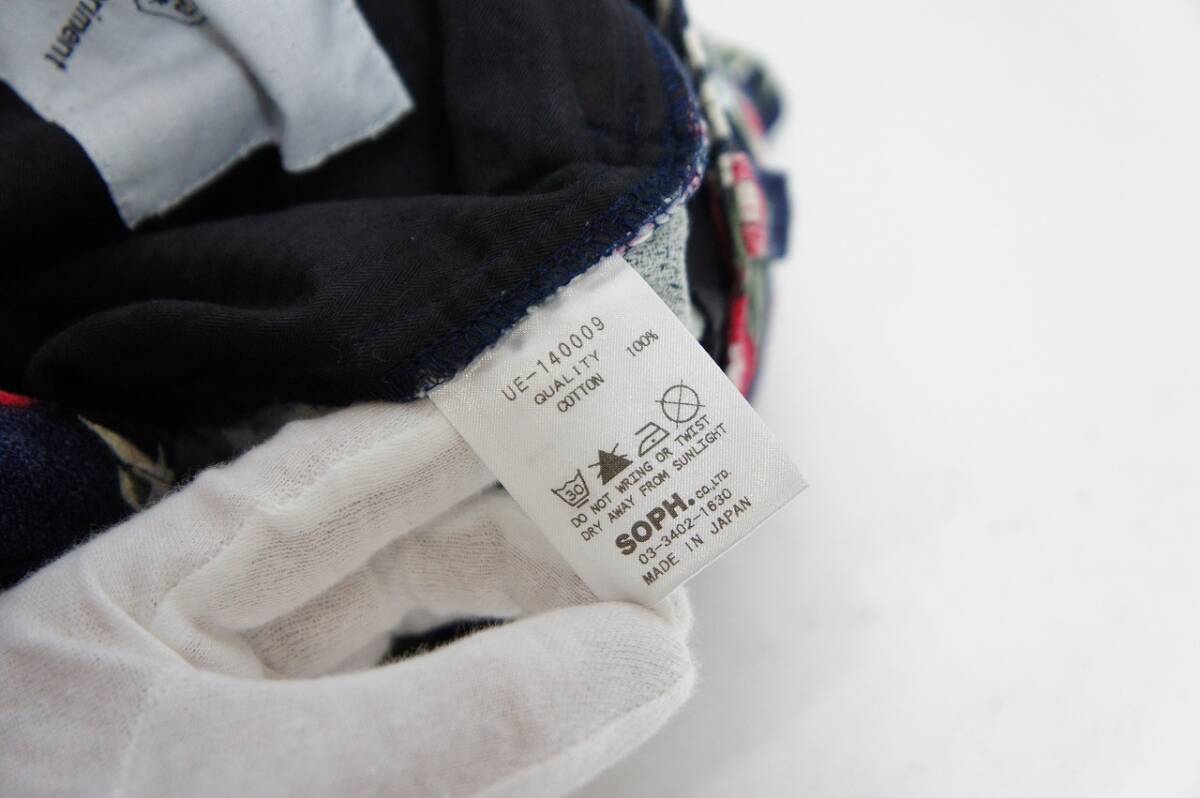 riment
UE-140009
QUALITY
COTTON 100%
30
DO NOT WRING OR TWIST
DRY AWAY FROM SUNLIGHT
SOPH. CO.,LTD.
03-3402-1630
MADE IN JAPAN